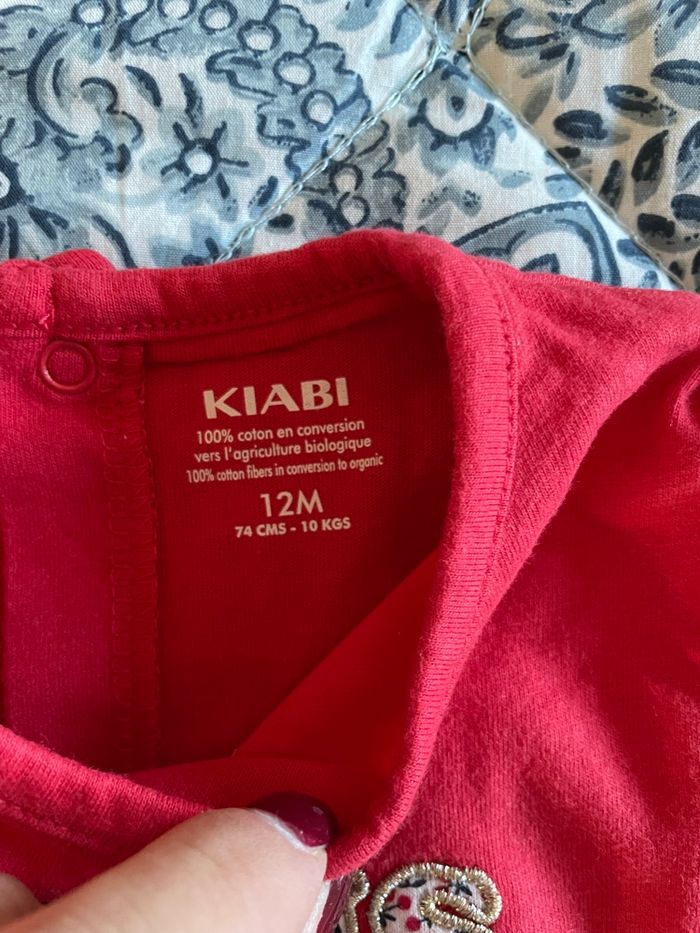 KIABI
100% coton en conversion
vers l'agriculture biologique
100% cotton fibers in conversion to organic
12M
74 CMS - 10 KGS